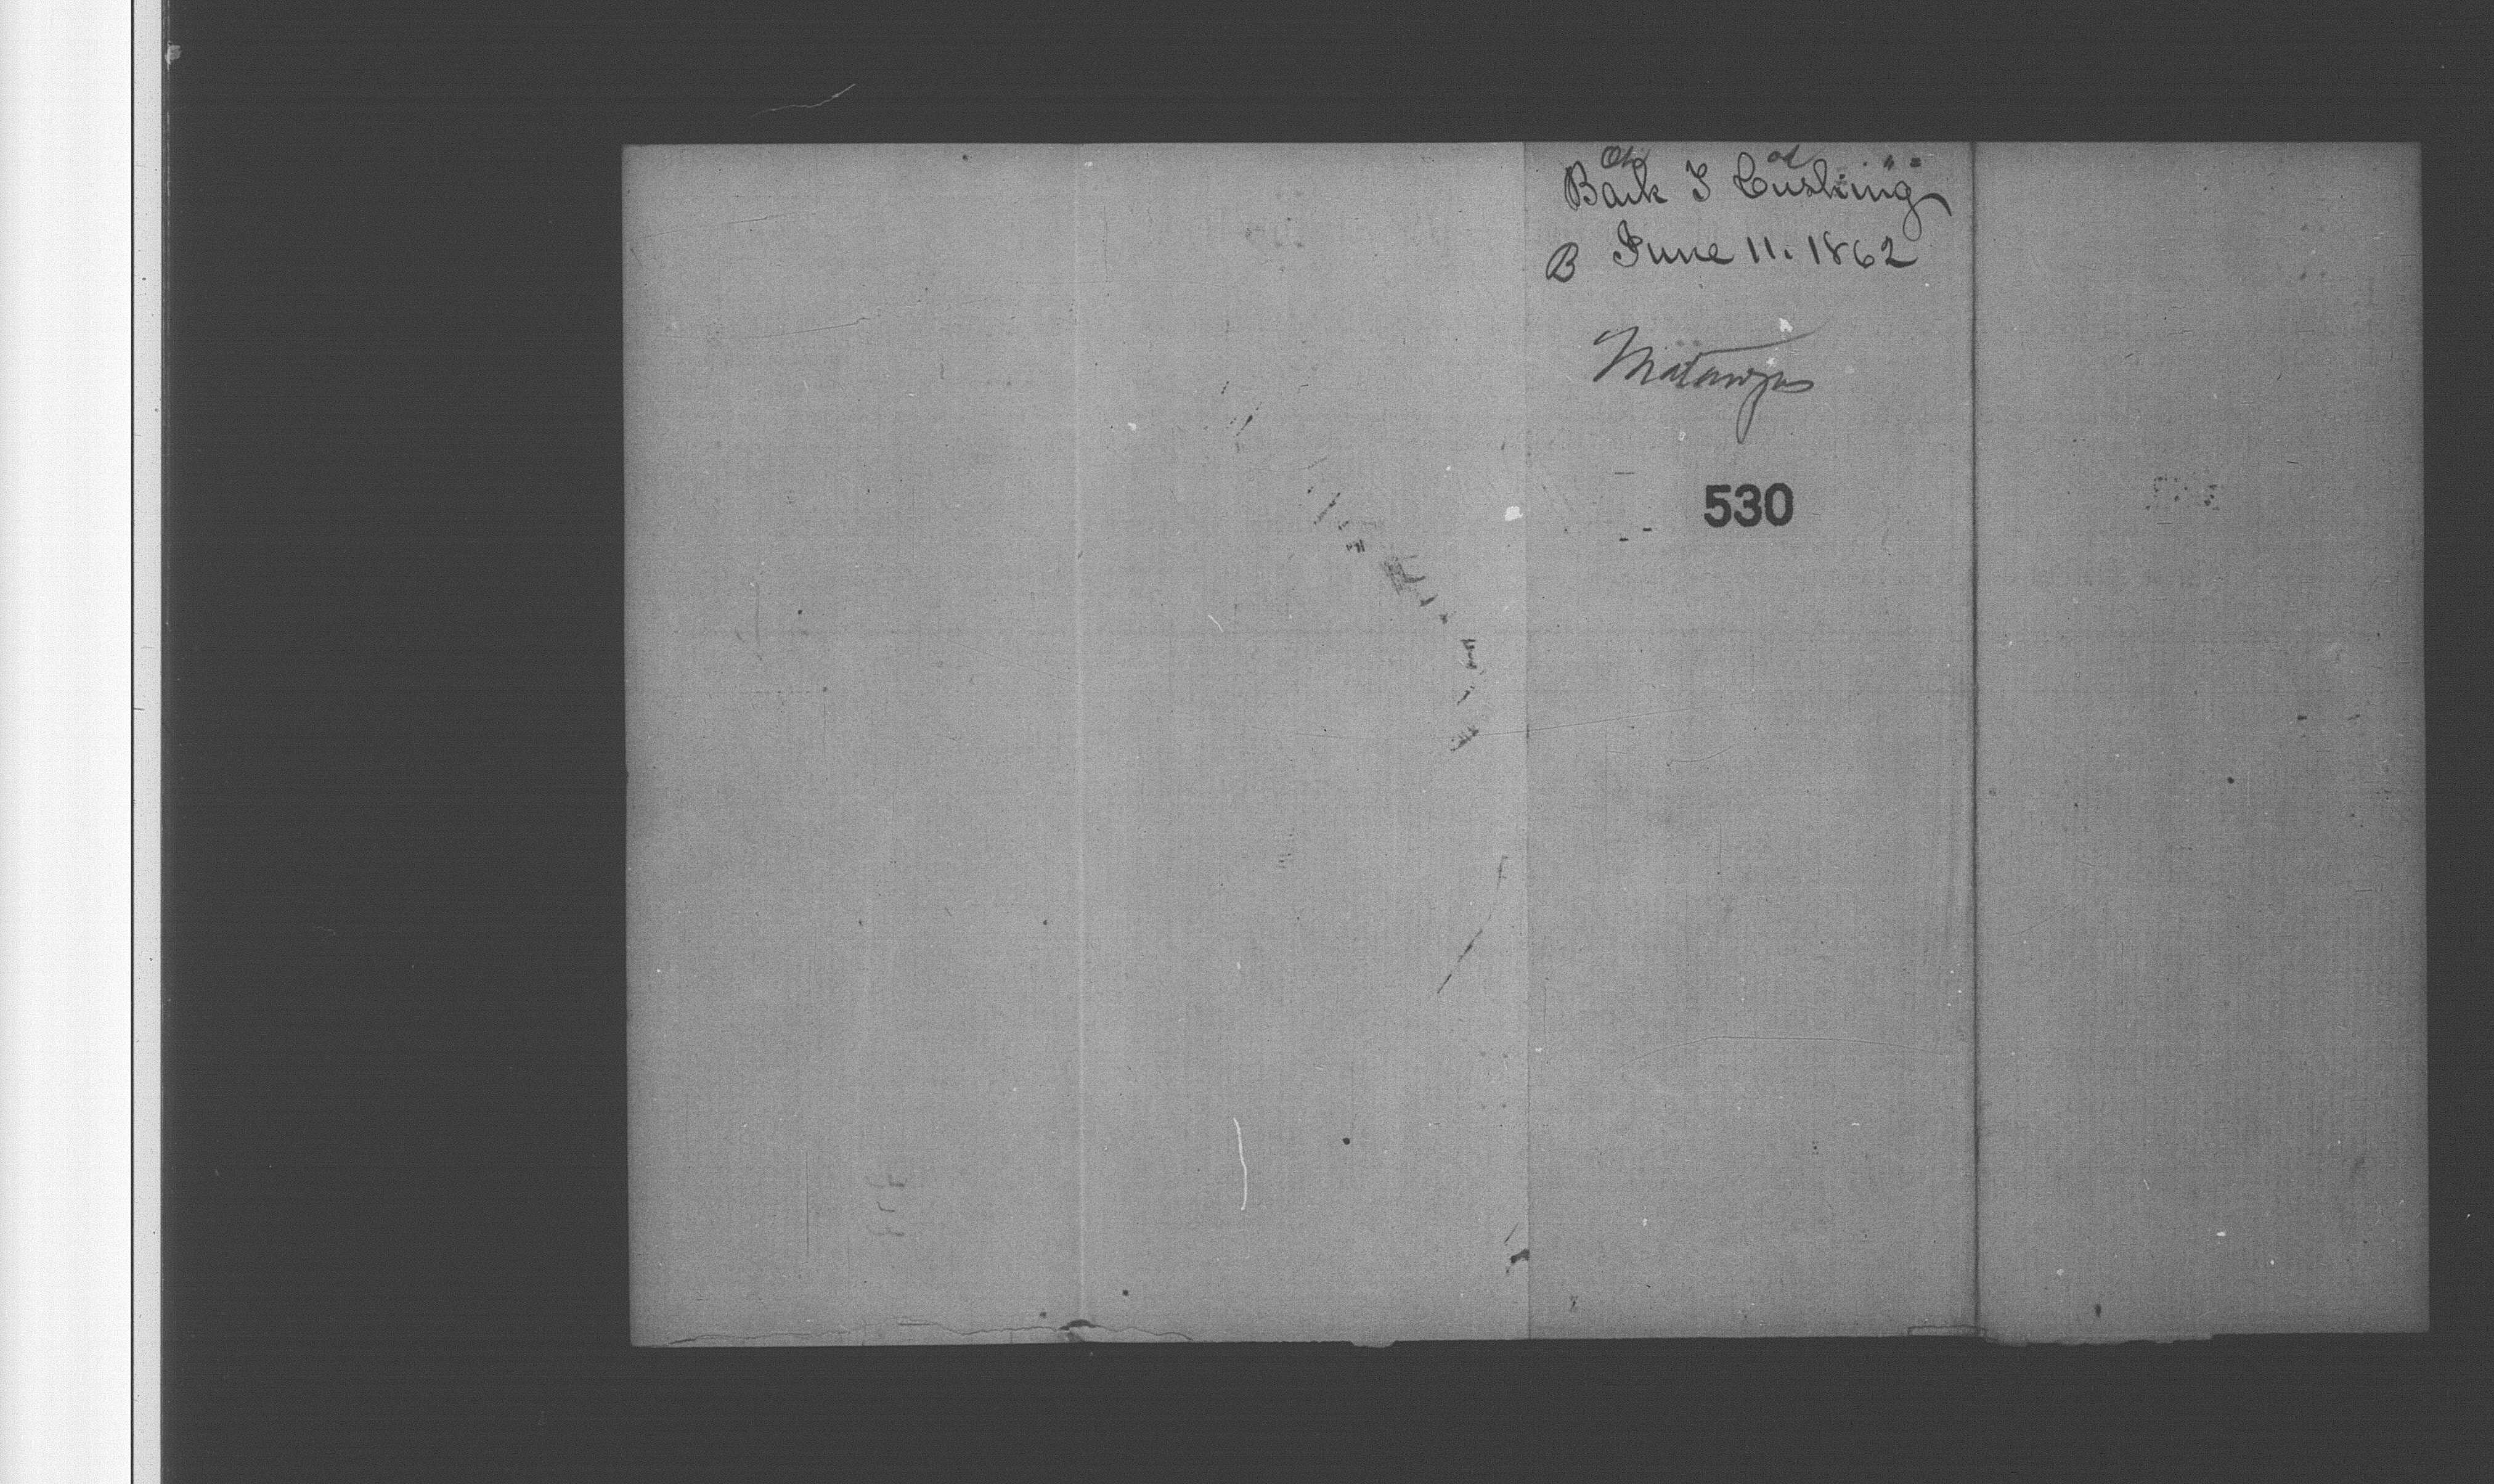 Bark T Cushing
B June 11. 1862
Matanzas
530